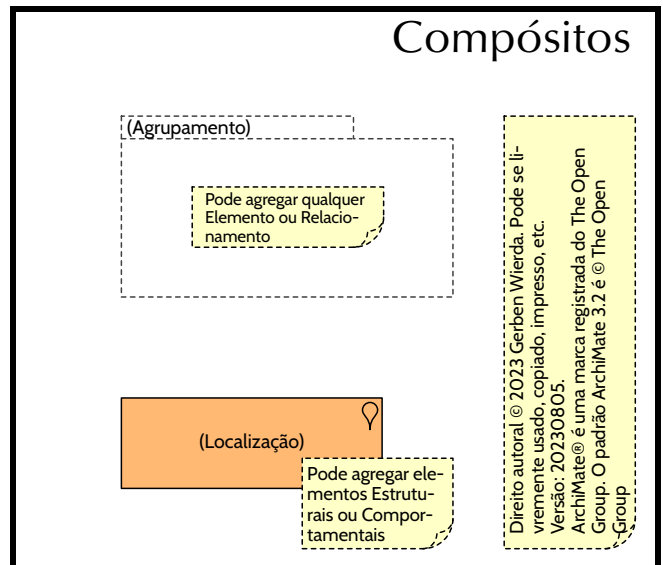 Compósitos
(Agrupamento)
Pode agregar qualquer
Elemento ou Relacio-
namento
(Localização)
Pode agregar ele-
mentos Estrutu-
rais ou Compor-
tamentais
Direito autoral © 2023 Gerben Wierda. Pode se li-
vremente usado, copiado, impresso, etc.
Versão: 20230805.
ArchiMate® é uma marca registrada do The Open
Group. O padrão ArchiMate 3.2 é © The Open
Group